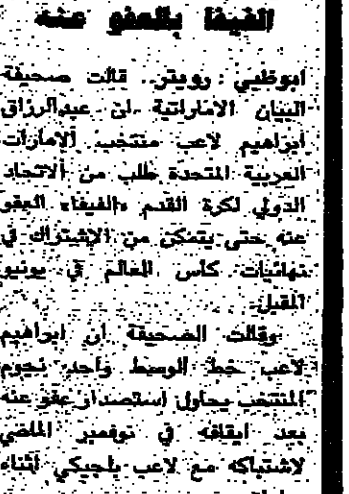 الفيفا بالعفو عنه
ابوظبي : رويتر.. قالت صحيفة
البيان الاماراتية ان عبدالرزاق
ابراهيم لاعب منتخب الامارات
العربية المتحدة طلب من الاتحاد
الدولي لكرة القدم «الفيفا» العفو
عنه حتى يتمكن من الاشتراك في
نهائيات كأس العالم في يونيو
المقبل.
وقالت الصحيفة ان ابراهيم
لاعب خط الوسط واحد نجوم
المنتخب يحاول استصدار عفو عنه
بعد ايقافه في نوفمبر الماضي
لاشتباكه مع لاعب بلجيكي اثناء